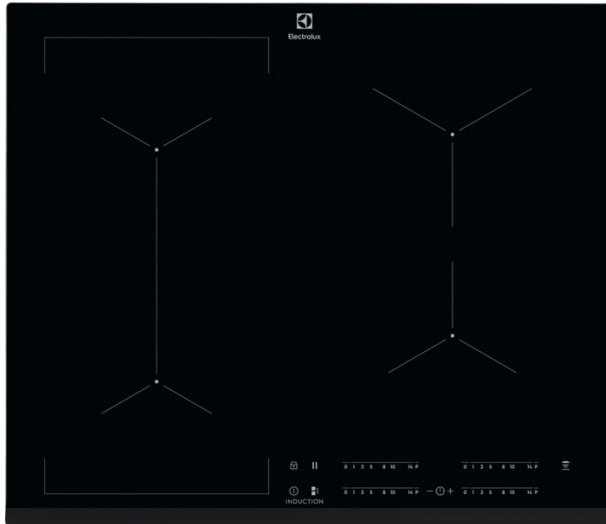 Electrolux
0 1 3 5 8 10 14 P 0 1 3 5 8 10 14 P
0 1 3 5 8 10 14 P − + 0 1 3 5 8 10 14 P
INDUCTION